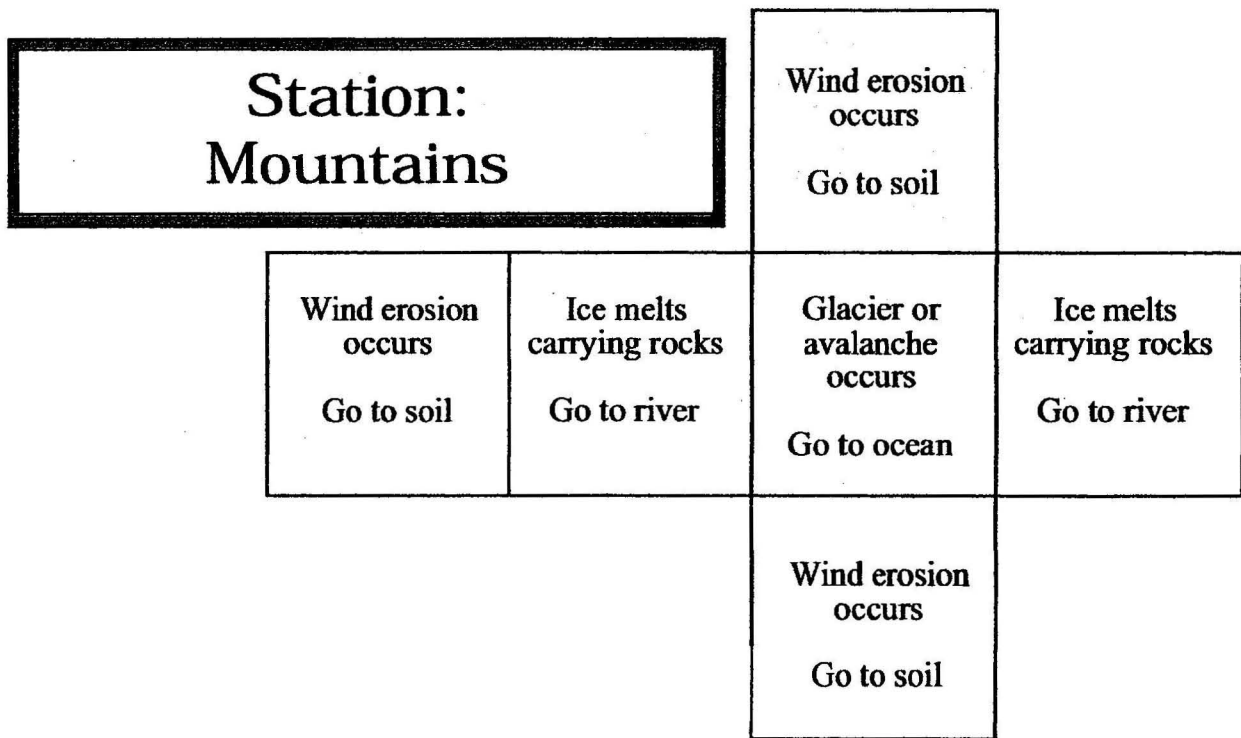 Station:
Mountains
Wind erosion
occurs
Go to soil
Wind erosion
occurs
Go to soil
Ice melts
carrying rocks
Go to river
Glacier or
avalanche
occurs
Go to ocean
Ice melts
carrying rocks
Go to river
Wind erosion
occurs
Go to soil